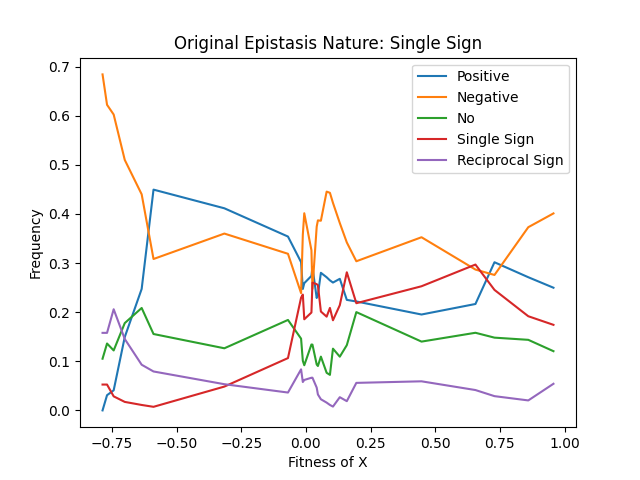 Original Epistasis Nature: Single Sign
0.7
0.6
0.5
0.4
0.3
0.2
0.1
0.0
Frequency
Positive
Negative
No
Single Sign
Reciprocal Sign
−0.75 −0.50 −0.25 0.00 0.25 0.50 0.75 1.00
Fitness of X